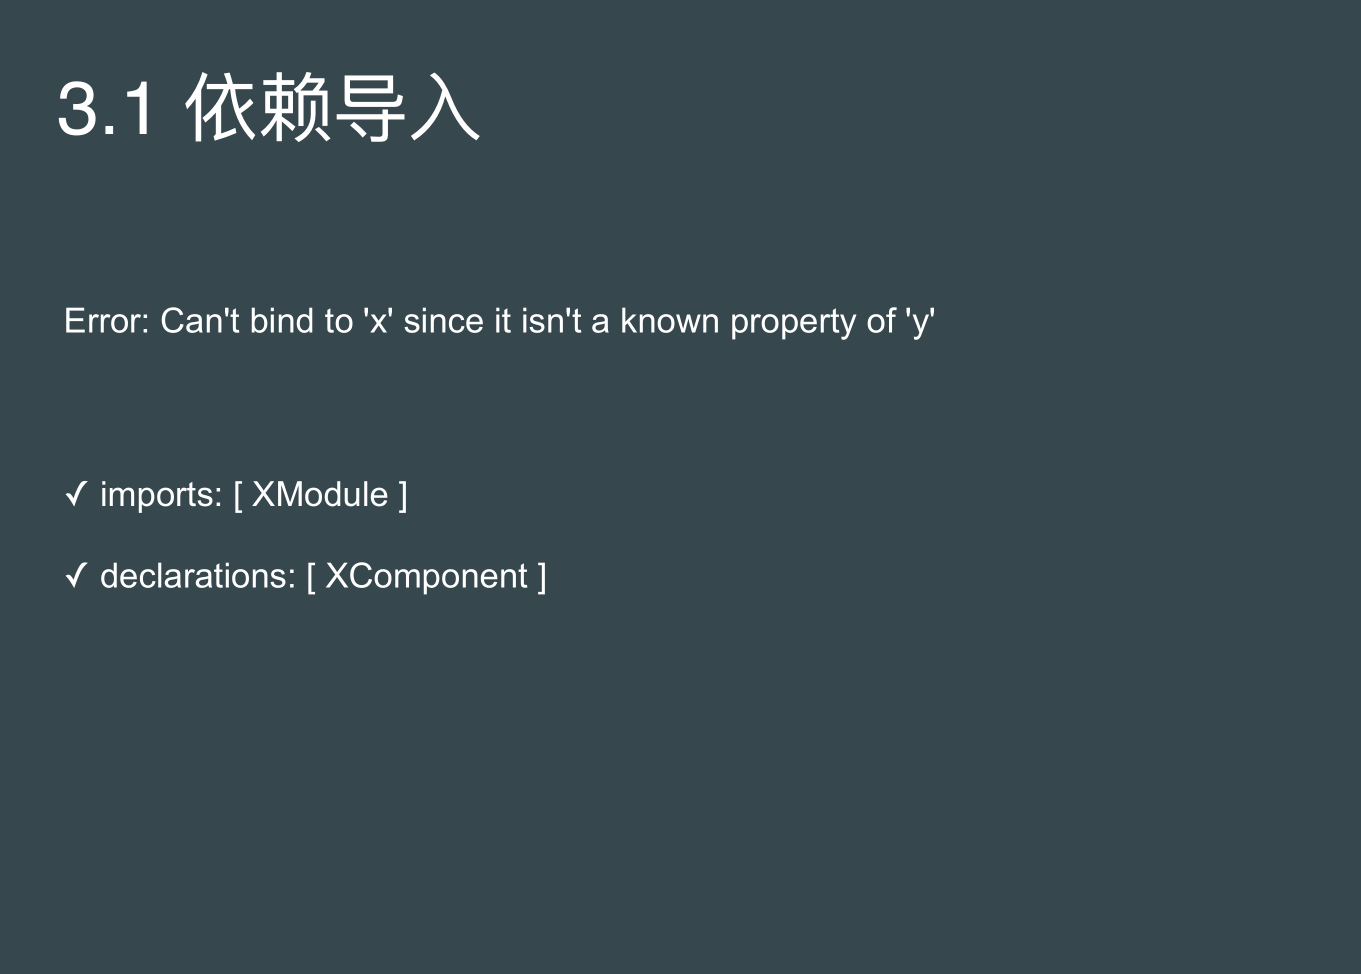 3.1 依赖导入
Error: Can't bind to 'x' since it isn't a known property of 'y'
✓ imports: [ XModule ]
✓ declarations: [ XComponent ]